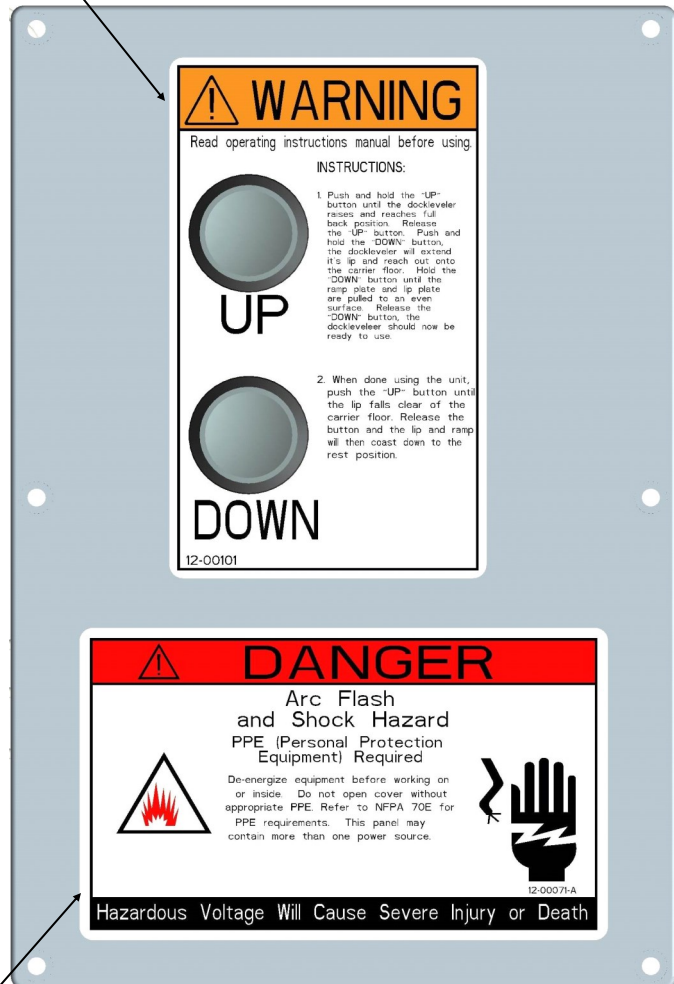 WARNING
Read operating instructions manual before using.
INSTRUCTIONS:
1. Push and hold the "UP"
button until the dockleveler
raises and reaches full
back position. Release
the "UP" button. Push and
hold the "DOWN" button,
the dockleveler will extend
it's lip and reach out onto
the carrier floor. Hold the
"DOWN" button until the
ramp plate and lip plate
are pulled to an even
surface. Release the
"DOWN" button, the
dockleveleer should now be
ready to use.
UP
2. When done using the unit,
push the "UP" button until
the lip falls clear of the
carrier floor. Release the
button and the lip and ramp
will then coast down to the
rest position.
DOWN
12-00101
DANGER
Arc Flash
and Shock Hazard
PPE (Personal Protection
Equipment) Required
De-energize equipment before working on
or inside. Do not open cover without
appropriate PPE. Refer to NFPA 70E for
PPE requirements. This panel may
contain more than one power source.
12-00071-A
Hazardous Voltage Will Cause Severe Injury or Death